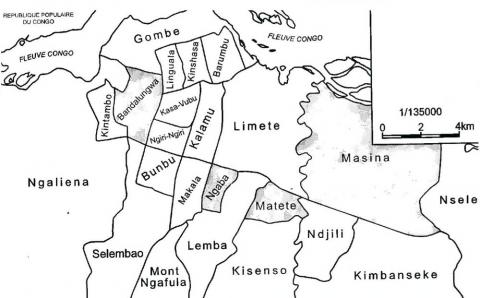 REPUBLIQUE POPULAIRE
DU CONGO
FLEUVE CONGO
Gombe
FLEUVE CONGO
Lingwala
Kinshasa
Barumbu
Bandalungwa
Kintambo
Kasa-Vubu
Kalamu
Ngiri-Ngiri
Limete
1/135000
0 2 4km
Masina
Bunbu
Ngaliena
Makala
Ngaba
Matete
Nsele
Ndjili
Selembao
Lemba
Mont
Ngafula
Kisenso
Kimbanseke